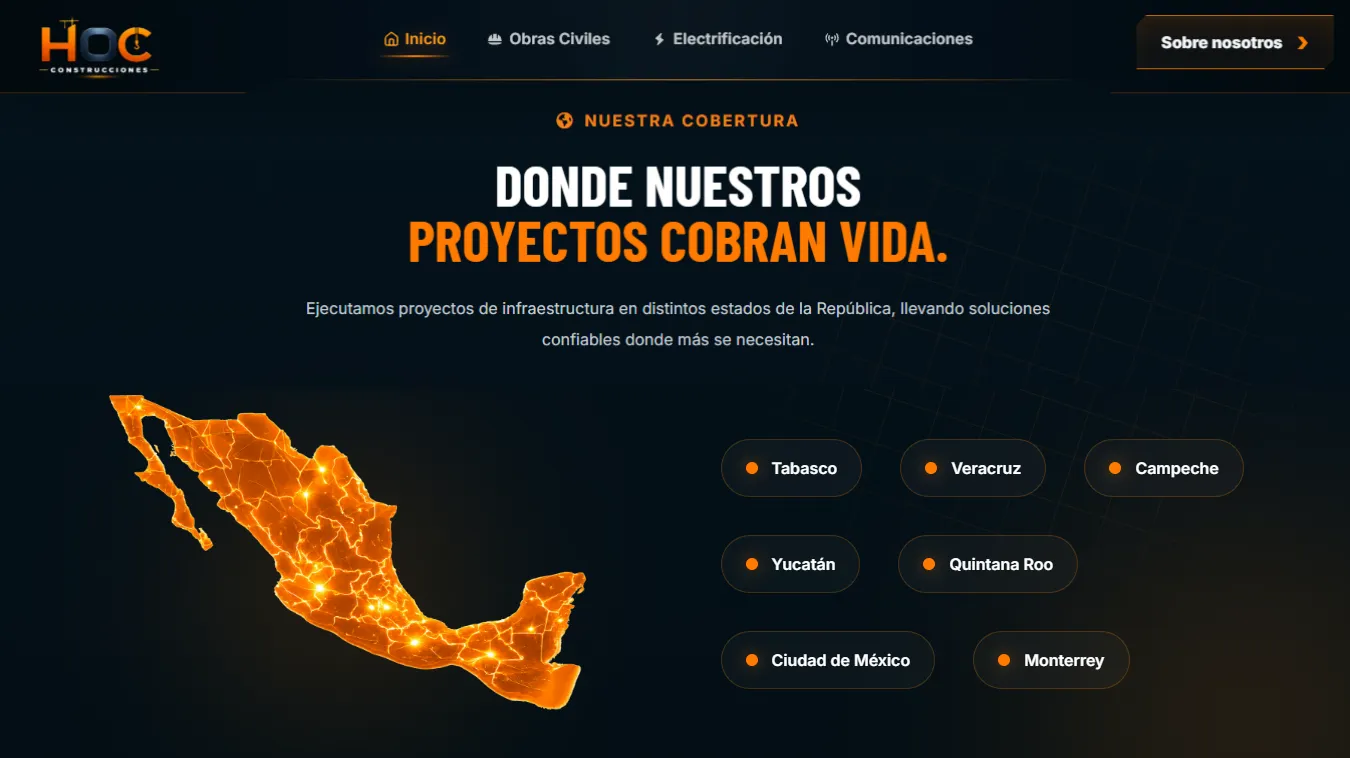 HOC
CONSTRUCCIONES
Inicio
Obras Civiles
Electrificación
Comunicaciones
Sobre nosotros
NUESTRA COBERTURA
DONDE NUESTROS
PROYECTOS COBRAN VIDA.
Ejecutamos proyectos de infraestructura en distintos estados de la República, llevando soluciones
confiables donde más se necesitan.
Tabasco
Veracruz
Campeche
Yucatán
Quintana Roo
Ciudad de México
Monterrey